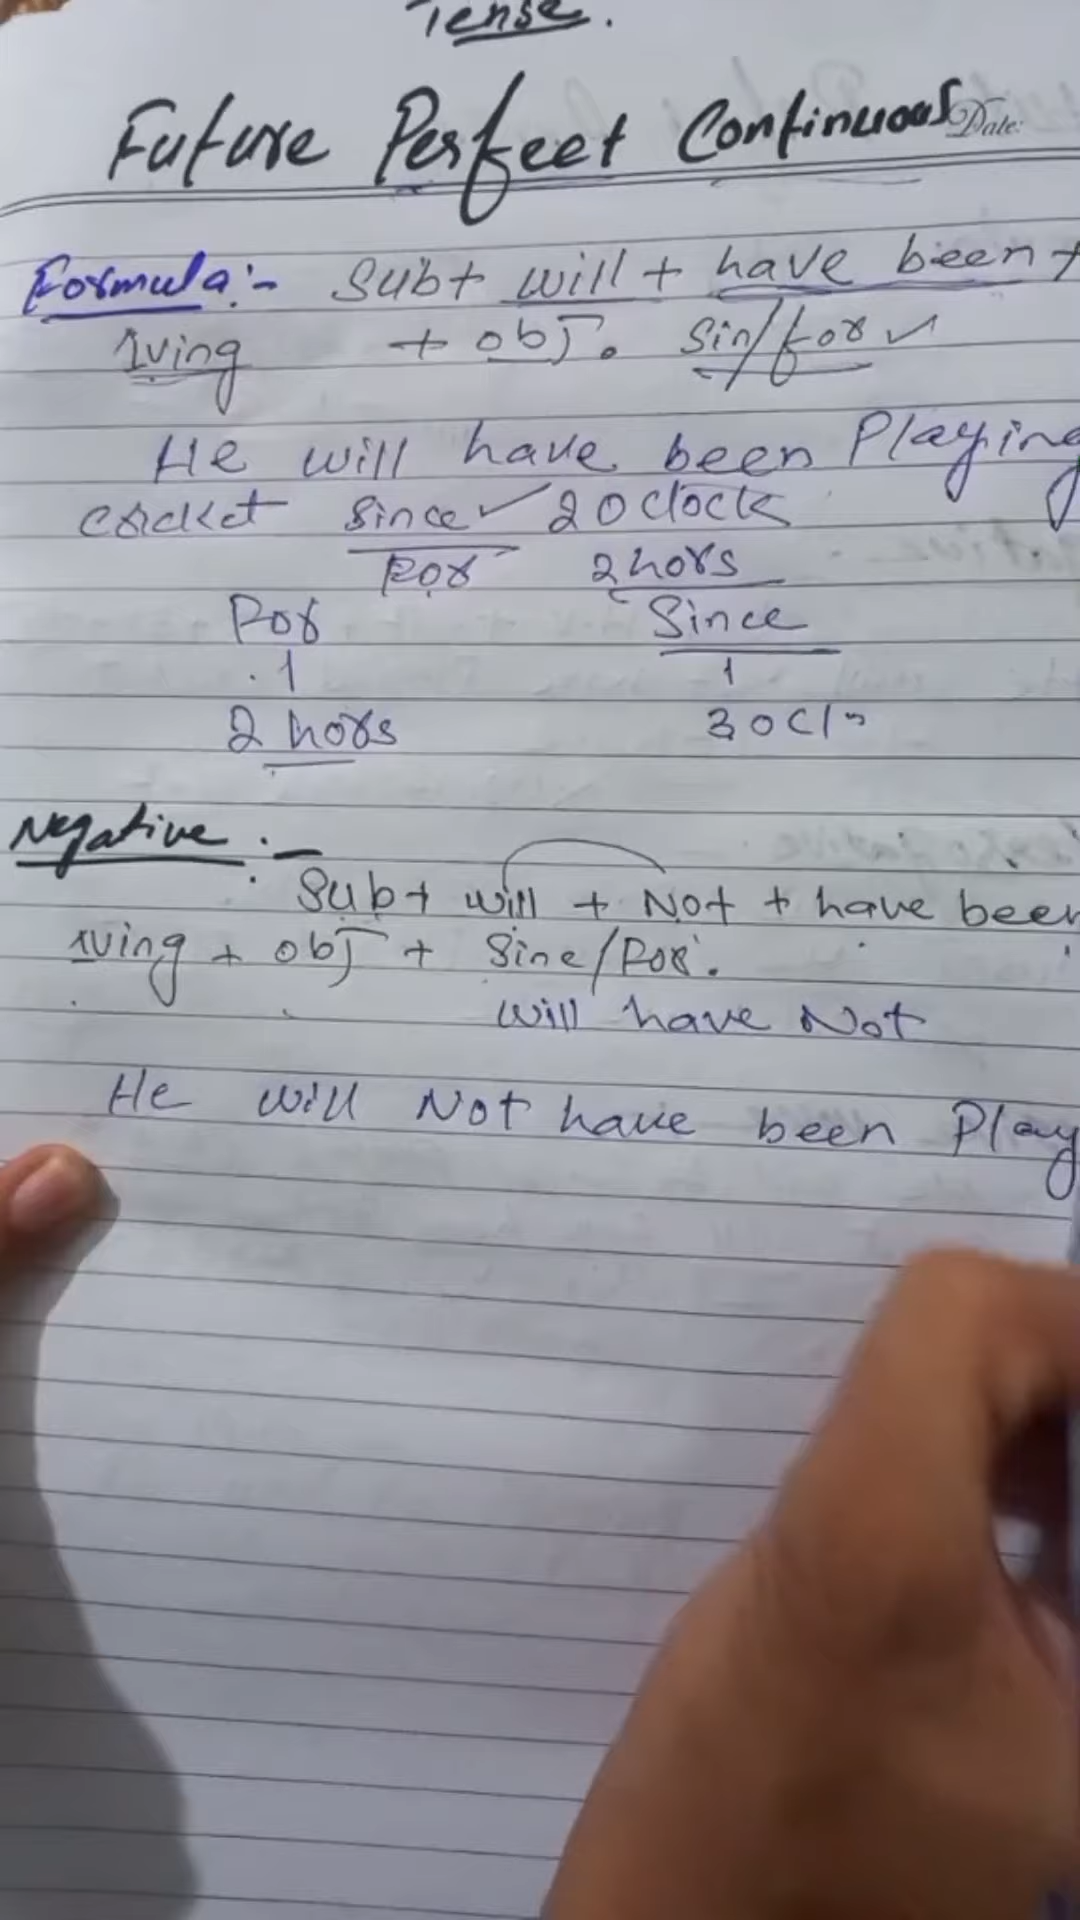 Tense.
Future Perfect Continuous
Date:
Formula:- Sub+ will + have been +
1ving + obj. Sin/for ✓
He will have been Playing
cricket Since ✓ 2 O clock
For 2 hors
For Since
1 1
2 hors 3 O Cl
Negative :-
Sub+ will + Not + have been
1ving + obj + Sine/For.
will have Not
He will Not have been Play